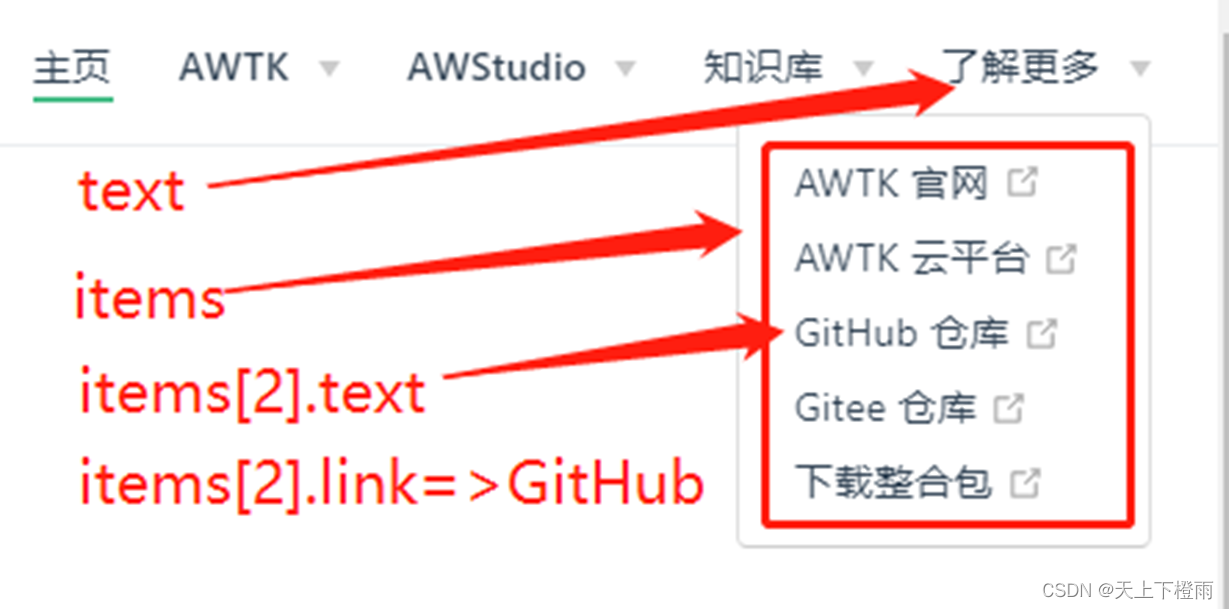 主页 AWTK AWStudio 知识库 了解更多
text
items
items[2].text
items[2].link=>GitHub
AWTK 官网
AWTK 云平台
GitHub 仓库
Gitee 仓库
下载整合包
CSDN @天上下橙雨